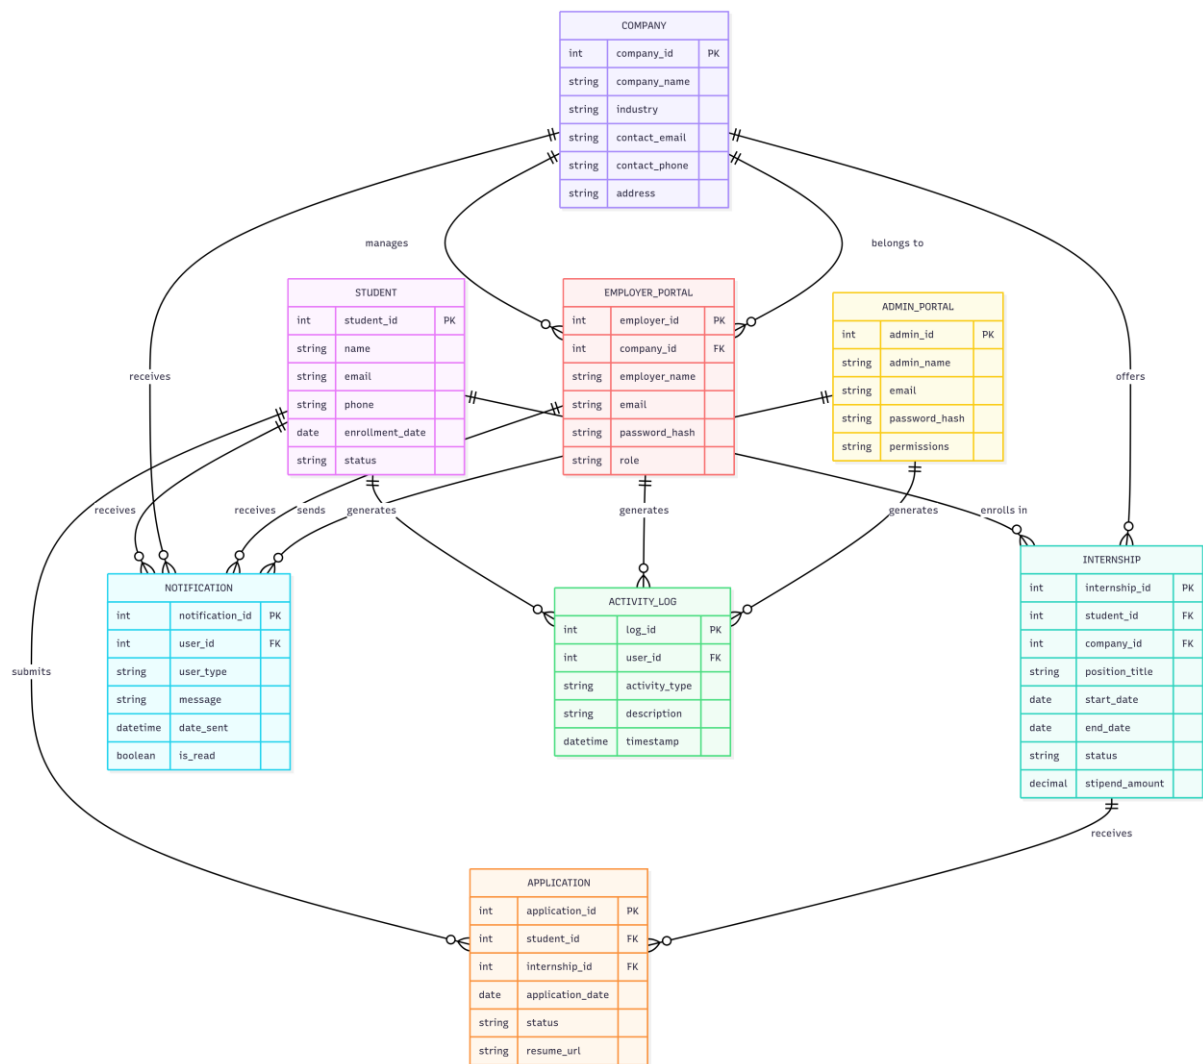 COMPANY
int company_id PK
string company_name
string industry
string contact_email
string contact_phone
string address
manages
belongs to
STUDENT
int student_id PK
string name
string email
string phone
date enrollment_date
string status
EMPLOYER_PORTAL
int employer_id PK
int company_id FK
string employer_name
string email
string password_hash
string role
ADMIN_PORTAL
int admin_id PK
string admin_name
string email
string password_hash
string permissions
receives
offers
receives
receives
sends
generates
generates
generates
enrolls in
NOTIFICATION
int notification_id PK
int user_id FK
string user_type
string message
datetime date_sent
boolean is_read
ACTIVITY_LOG
int log_id PK
int user_id FK
string activity_type
string description
datetime timestamp
INTERNSHIP
int internship_id PK
int student_id FK
int company_id FK
string position_title
date start_date
date end_date
string status
decimal stipend_amount
submits
receives
APPLICATION
int application_id PK
int student_id FK
int internship_id FK
date application_date
string status
string resume_url